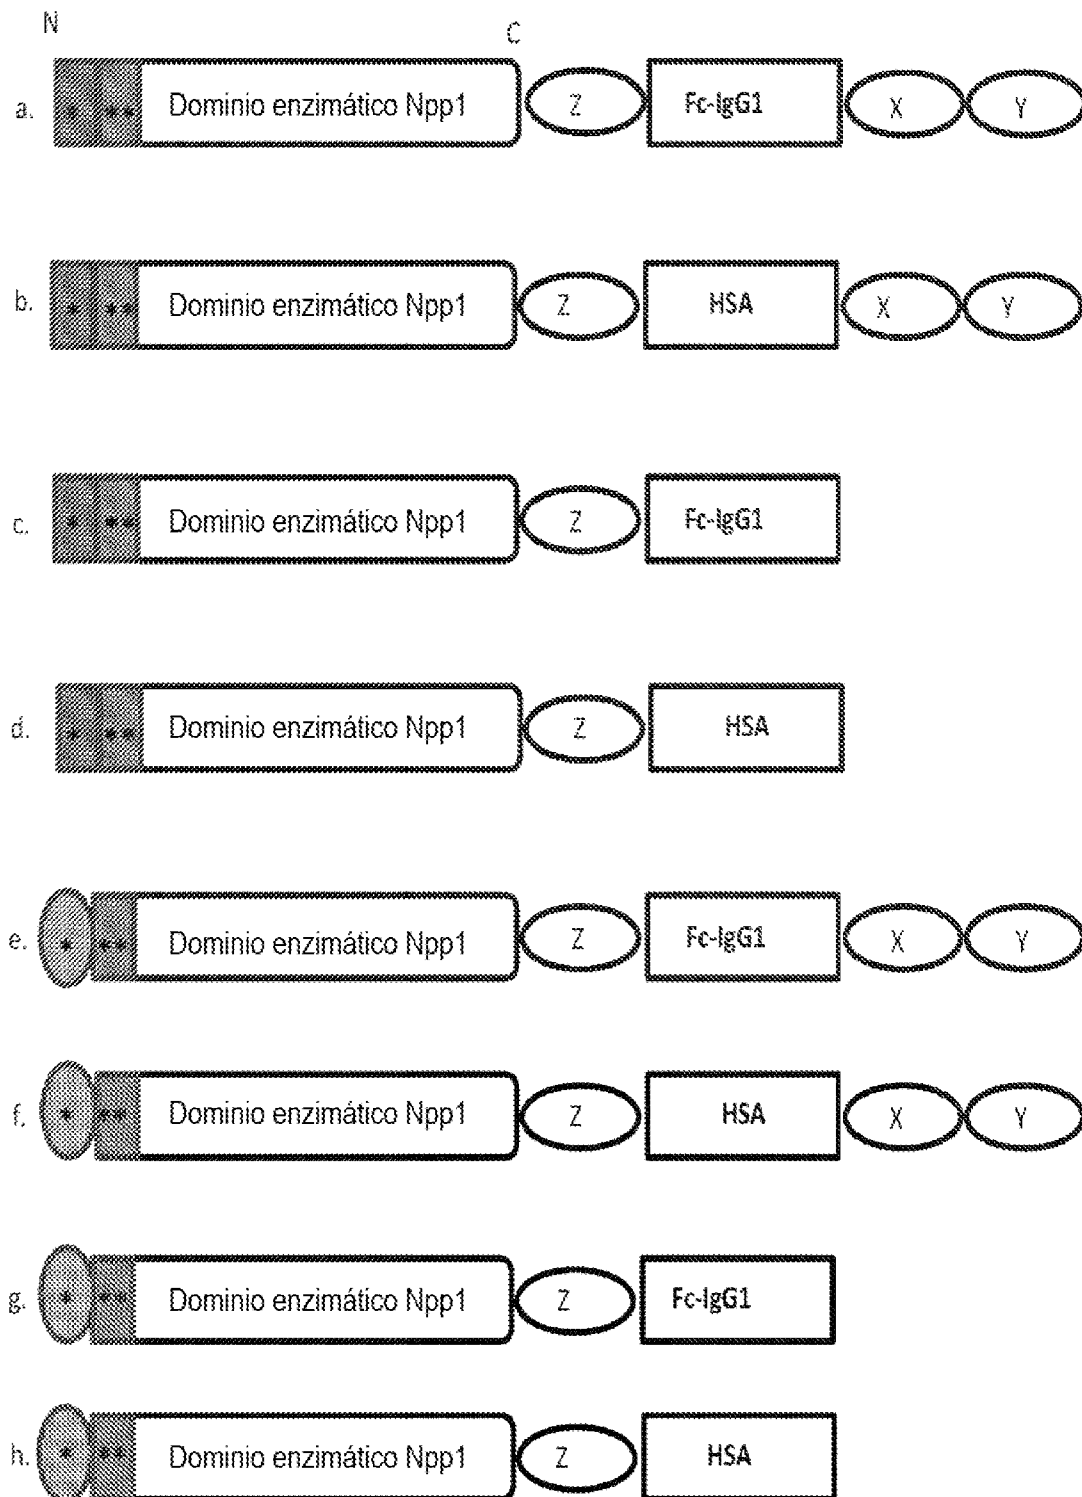 N C
a. * ** Dominio enzimático Npp1 Z Fc-IgG1 X Y
b. * ** Dominio enzimático Npp1 Z HSA X Y
c. * ** Dominio enzimático Npp1 Z Fc-IgG1
d. * ** Dominio enzimático Npp1 Z HSA
e. * ** Dominio enzimático Npp1 Z Fc-IgG1 X Y
f. * ** Dominio enzimático Npp1 Z HSA X Y
g. * ** Dominio enzimático Npp1 Z Fc-IgG1
h. * ** Dominio enzimático Npp1 Z HSA